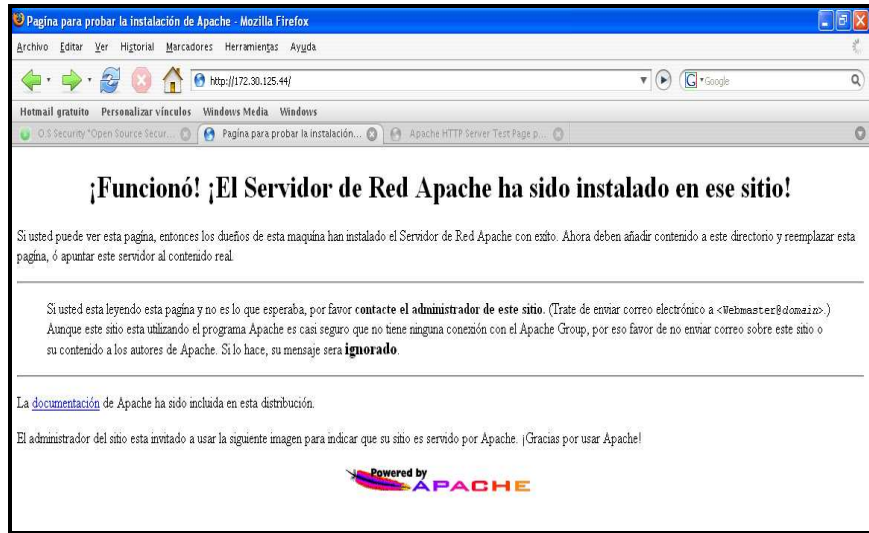 Pagína para probar la instalación de Apache - Mozilla Firefox
Archivo Editar Ver Historial Marcadores Herramientas Ayuda
http://172.30.125.44/
Google
Hotmail gratuito Personalizar vínculos Windows Media Windows
O.S Security "Open Source Secur...
Pagína para probar la instalación...
Apache HTTP Server Test Page p...
¡Funcionó! ¡El Servidor de Red Apache ha sido instalado en ese sitio!
Si usted puede ver esta pagína, entonces los dueños de esta maquína han instalado el Servidor de Red Apache con exíto. Ahora deben añadir contenido a este directorio y reemplazar esta
pagína, ó apuntar este servidor al contenido real.
Si usted esta leyendo esta pagína y no es lo que esperaba, por favor contacte el administrador de este sitio. (Trate de enviar correo electrónico a <Webmaster@domain>.)
Aunque este sitio esta utilizando el programa Apache es casi seguro que no tiene ninguna conexión con el Apache Group, por eso favor de no enviar correo sobre este sitio o
su contenido a los autores de Apache. Si lo hace, su mensaje sera ignorado.
La documentación de Apache ha sido incluida en esta distribución.
El administrador del sitio esta invitado a usar la siguiente imagen para indicar que su sitio es servido por Apache. ¡Gracias por usar Apache!
Powered by
APACHE